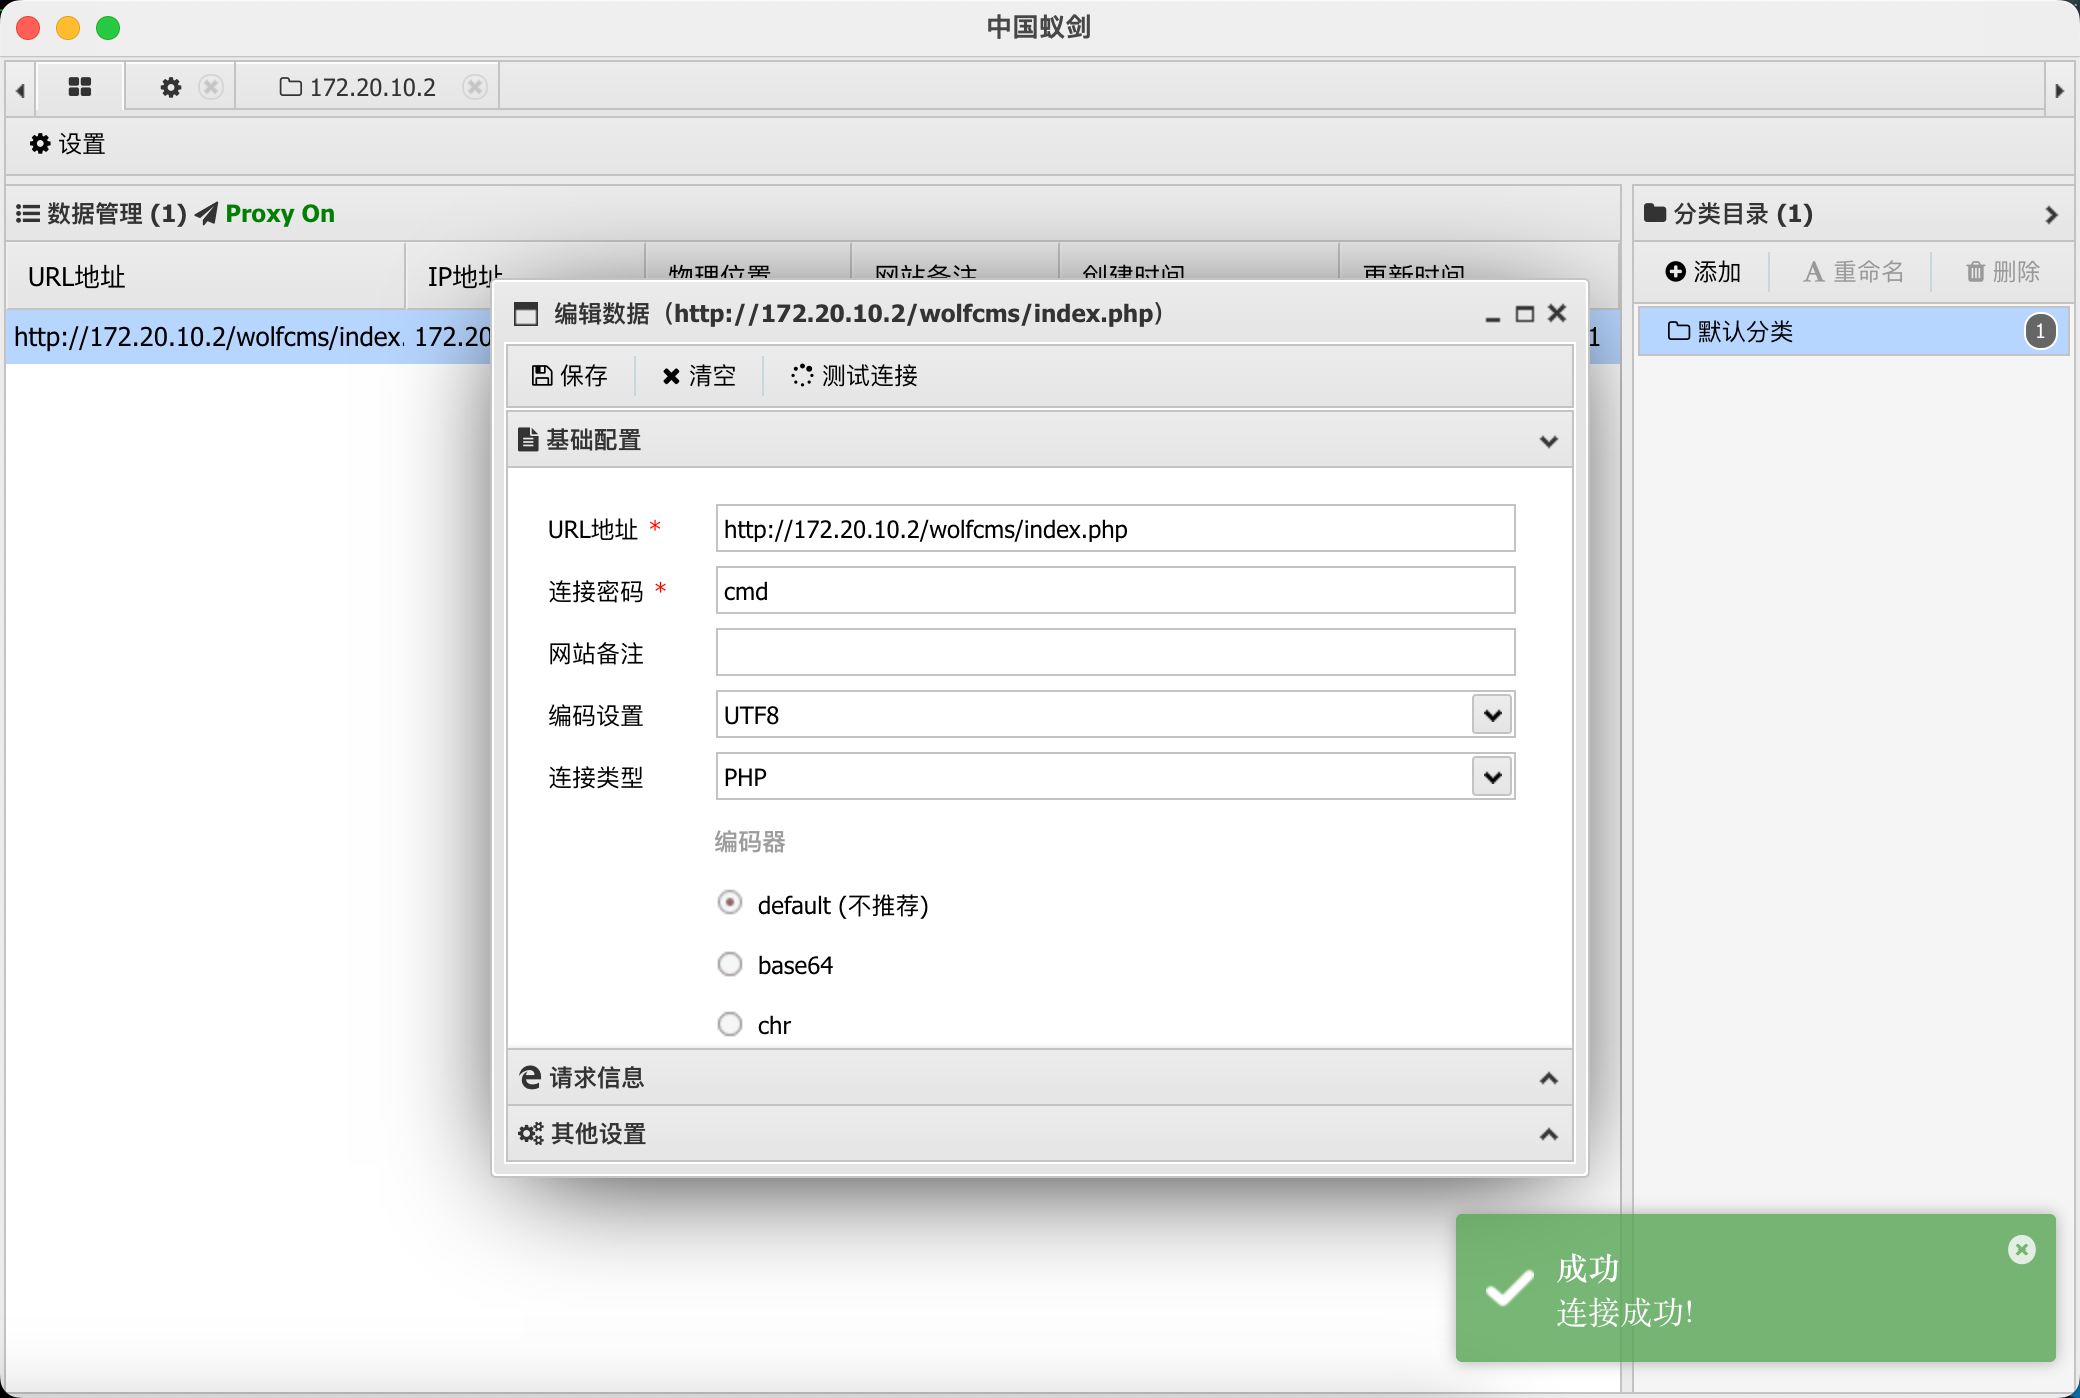 中国蚁剑
172.20.10.2
设置
数据管理 (1) Proxy On
分类目录 (1)
URL地址 IP地址 物理位置 网站备注 创建时间 更新时间
添加 重命名 删除
http://172.20.10.2/wolfcms/index. 172.20 1
默认分类 1
编辑数据（http://172.20.10.2/wolfcms/index.php）
保存 清空 测试连接
基础配置
URL地址 * http://172.20.10.2/wolfcms/index.php
连接密码 * cmd
网站备注
编码设置 UTF8
连接类型 PHP
编码器
default (不推荐)
base64
chr
请求信息
其他设置
成功
连接成功!